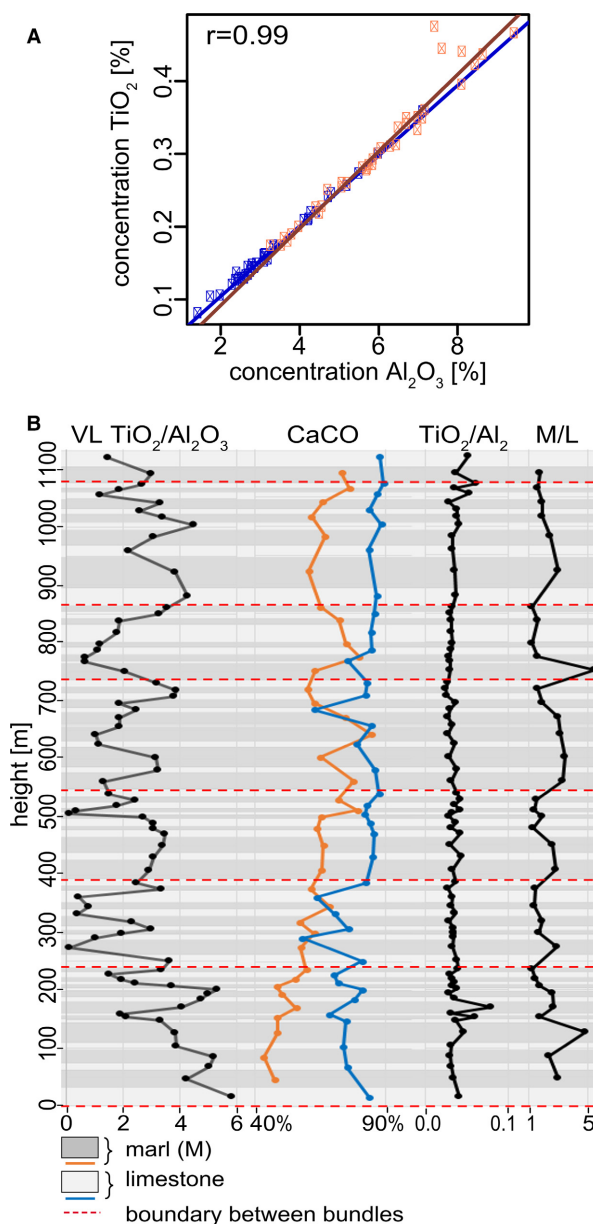 A
r=0.99
concentration TiO2 [%]
0.1 0.2 0.3 0.4
2 4 6 8
concentration Al2O3 [%]
B
VL TiO2/Al2O3 CaCO TiO2/Al2 M/L
height [m]
1100
1000
900
800
700
600
500
400
300
200
100
0
0 2 4 6 40% 90% 0.0 0.1 1 5
} marl (M)
} limestone
boundary between bundles